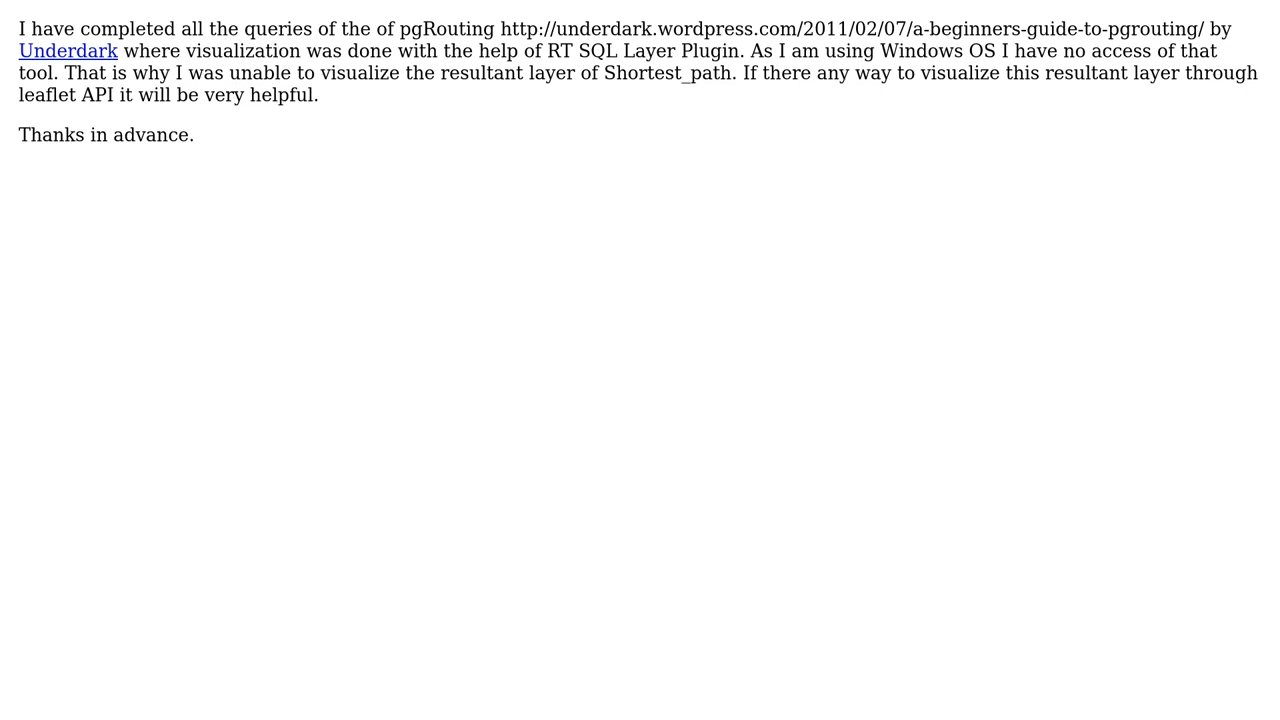 I have completed all the queries of the of pgRouting http://underdark.wordpress.com/2011/02/07/a-beginners-guide-to-pgrouting/ by
Underdark where visualization was done with the help of RT SQL Layer Plugin. As I am using Windows OS I have no access of that
tool. That is why I was unable to visualize the resultant layer of Shortest_path. If there any way to visualize this resultant layer through
leaflet API it will be very helpful.
Thanks in advance.